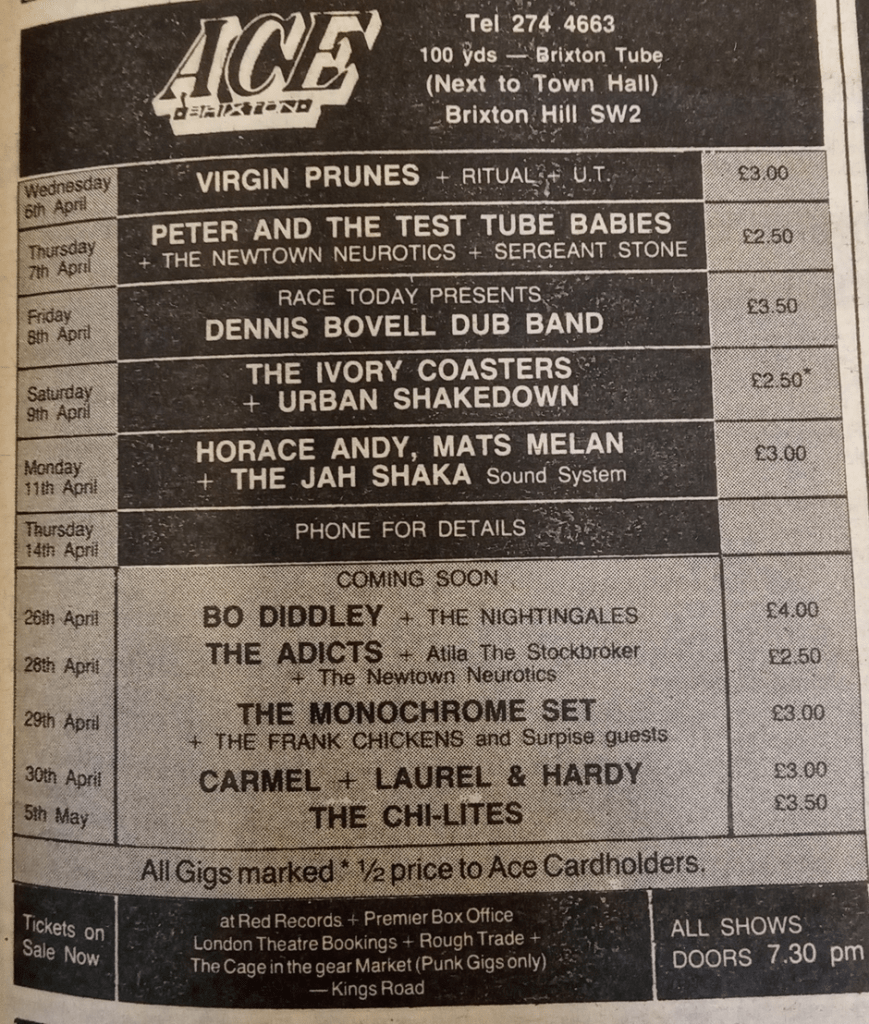 ACE
BRIXTON
Tel 274 4663
100 yds — Brixton Tube
(Next to Town Hall)
Brixton Hill SW2
Wednesday
6th April
VIRGIN PRUNES + RITUAL + U.T.
£3.00
Thursday
7th April
PETER AND THE TEST TUBE BABIES
+ THE NEWTOWN NEUROTICS + SERGEANT STONE
£2.50
Friday
8th April
RACE TODAY PRESENTS
DENNIS BOVELL DUB BAND
£3.50
Saturday
9th April
THE IVORY COASTERS
+ URBAN SHAKEDOWN
£2.50*
Monday
11th April
HORACE ANDY, MATS MELAN
+ THE JAH SHAKA Sound System
£3.00
Thursday
14th April
PHONE FOR DETAILS
COMING SOON
26th April
BO DIDDLEY + THE NIGHTINGALES
£4.00
28th April
THE ADICTS + Atila The Stockbroker
+ The Newtown Neurotics
£2.50
29th April
THE MONOCHROME SET
+ THE FRANK CHICKENS and Surpise guests
£3.00
30th April
CARMEL + LAUREL & HARDY
£3.00
5th May
THE CHI-LITES
£3.50
All Gigs marked * ½ price to Ace Cardholders.
Tickets on
Sale Now
at Red Records + Premier Box Office
London Theatre Bookings + Rough Trade +
The Cage in the gear Market (Punk Gigs only)
— Kings Road
ALL SHOWS
DOORS 7.30 pm